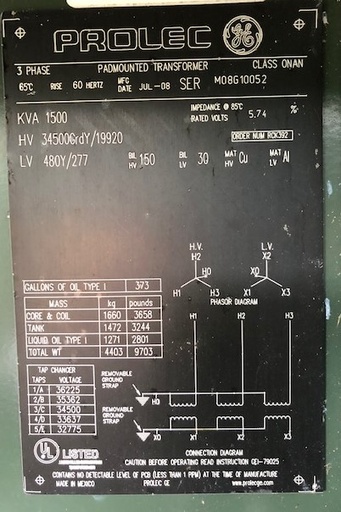 PROLEC GE
3 PHASE PADMOUNTED TRANSFORMER CLASS ONAN
65°C RISE 60 HERTZ MFG DATE JUL-08 SER M08G10052
KVA 1500 IMPEDANCE @ 85°C RATED VOLTS 5.74 %
HV 34500GrdY/19920 ORDER NUM ROK392
LV 480Y/277 BIL HV 150 BIL LV 30 MAT HV Cu MAT LV Al
H.V. L.V.
H2 X2
H0 X0
H1 H3 X1 X3
PHASOR DIAGRAM
GALLONS OF OIL TYPE I 373
MASS kg pounds
CORE & COIL 1660 3658
TANK 1472 3244
LIQUID OIL TYPE I 1271 2801
TOTAL WT 4403 9703
H1 H2 H3
TAP CHANGER
TAPS VOLTAGE
1/A 36225
2/B 35362
3/C 34500
4/D 33637
5/E 32775
REMOVABLE
GROUND
STRAP
H0
REMOVABLE
GROUND
STRAP
X0 X1 X2 X3
UL LISTED
CONNECTION DIAGRAM
CAUTION BEFORE OPERATING READ INSTRUCTION GEI-79025
CONTAINS NO DETECTABLE LEVEL OF PCB (LESS THAN 1 PPM) AT THE TIME OF MANUFACTURE
MADE IN MEXICO PROLEC GE www.prolecge.com